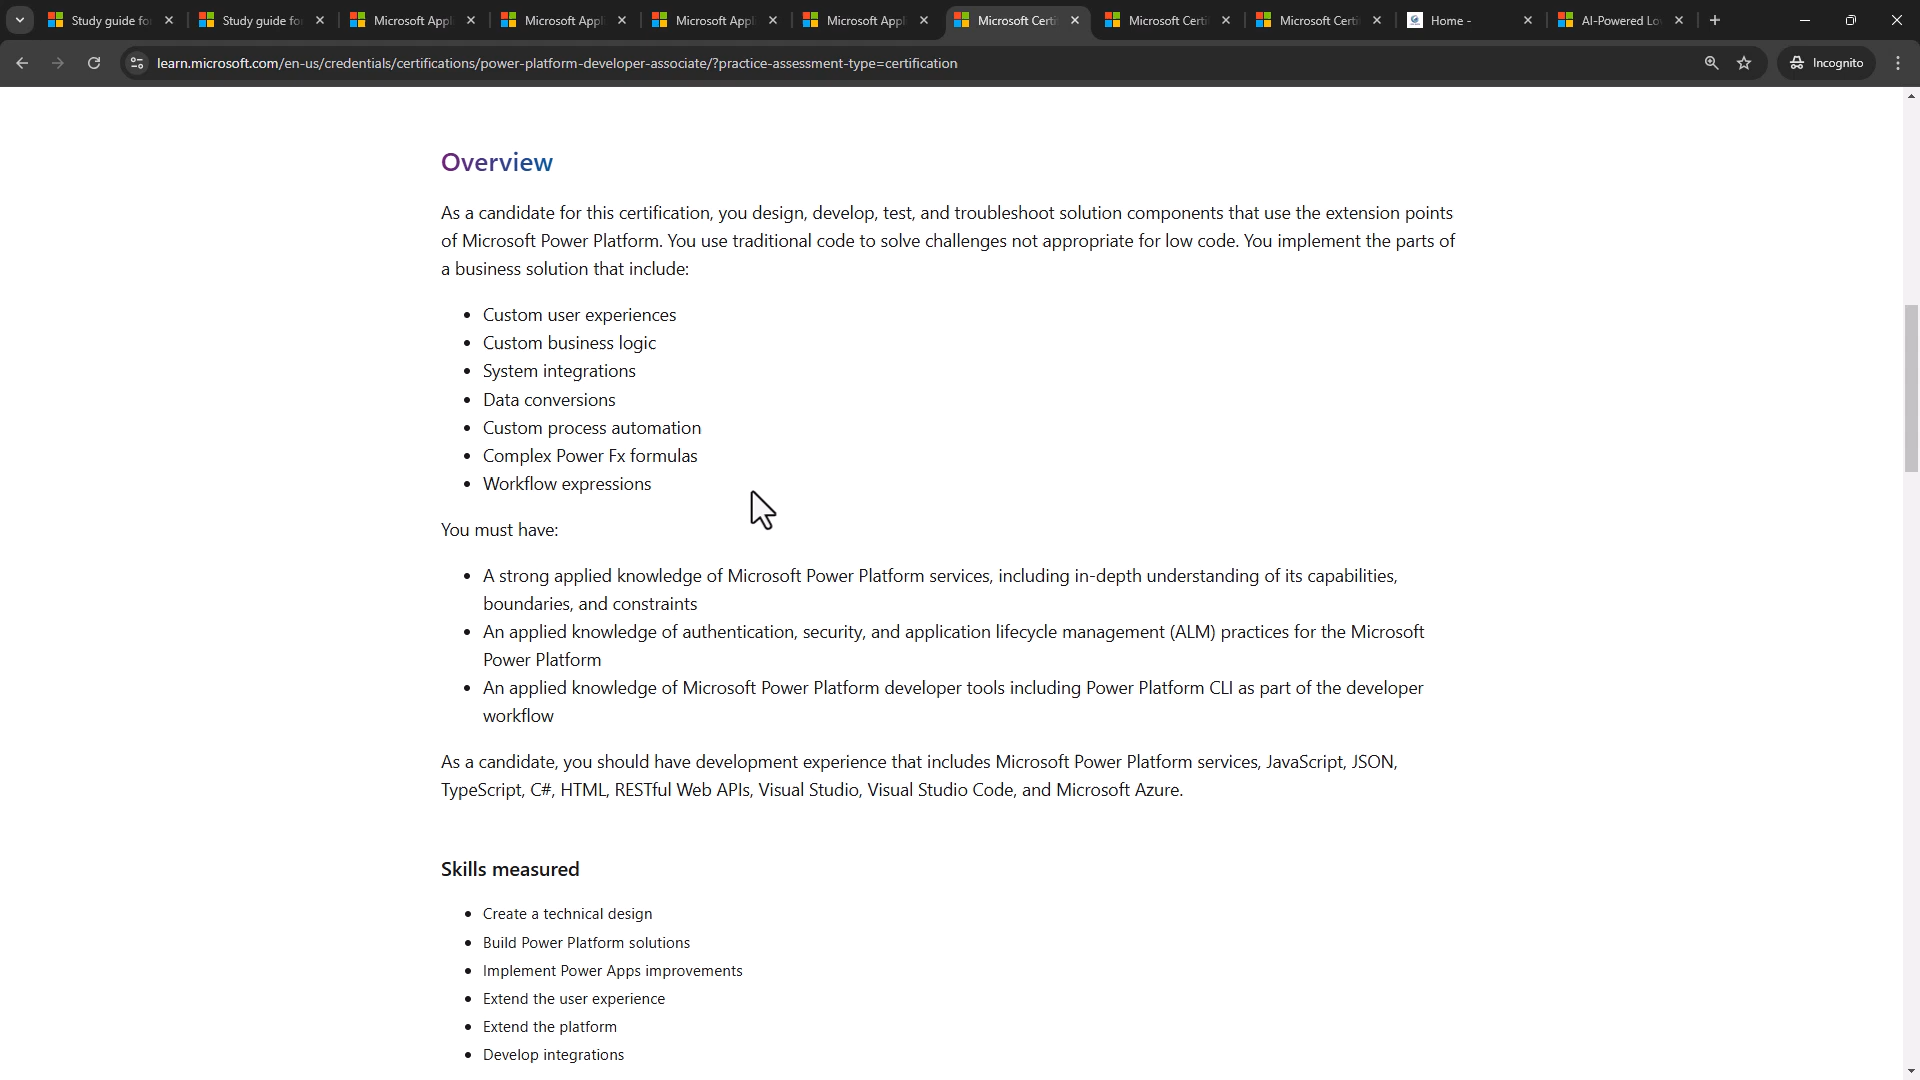 Study guide fo
Study guide fo
Microsoft Appl
Microsoft Appl
Microsoft Appl
Microsoft Appl
Microsoft Certi
Microsoft Certi
Microsoft Certi
Home -
AI-Powered Lo
learn.microsoft.com/en-us/credentials/certifications/power-platform-developer-associate/?practice-assessment-type=certification
Incognito
Overview
As a candidate for this certification, you design, develop, test, and troubleshoot solution components that use the extension points
of Microsoft Power Platform. You use traditional code to solve challenges not appropriate for low code. You implement the parts of
a business solution that include:
• Custom user experiences
• Custom business logic
• System integrations
• Data conversions
• Custom process automation
• Complex Power Fx formulas
• Workflow expressions
You must have:
• A strong applied knowledge of Microsoft Power Platform services, including in-depth understanding of its capabilities,
boundaries, and constraints
• An applied knowledge of authentication, security, and application lifecycle management (ALM) practices for the Microsoft
Power Platform
• An applied knowledge of Microsoft Power Platform developer tools including Power Platform CLI as part of the developer
workflow
As a candidate, you should have development experience that includes Microsoft Power Platform services, JavaScript, JSON,
TypeScript, C#, HTML, RESTful Web APIs, Visual Studio, Visual Studio Code, and Microsoft Azure.
Skills measured
• Create a technical design
• Build Power Platform solutions
• Implement Power Apps improvements
• Extend the user experience
• Extend the platform
• Develop integrations